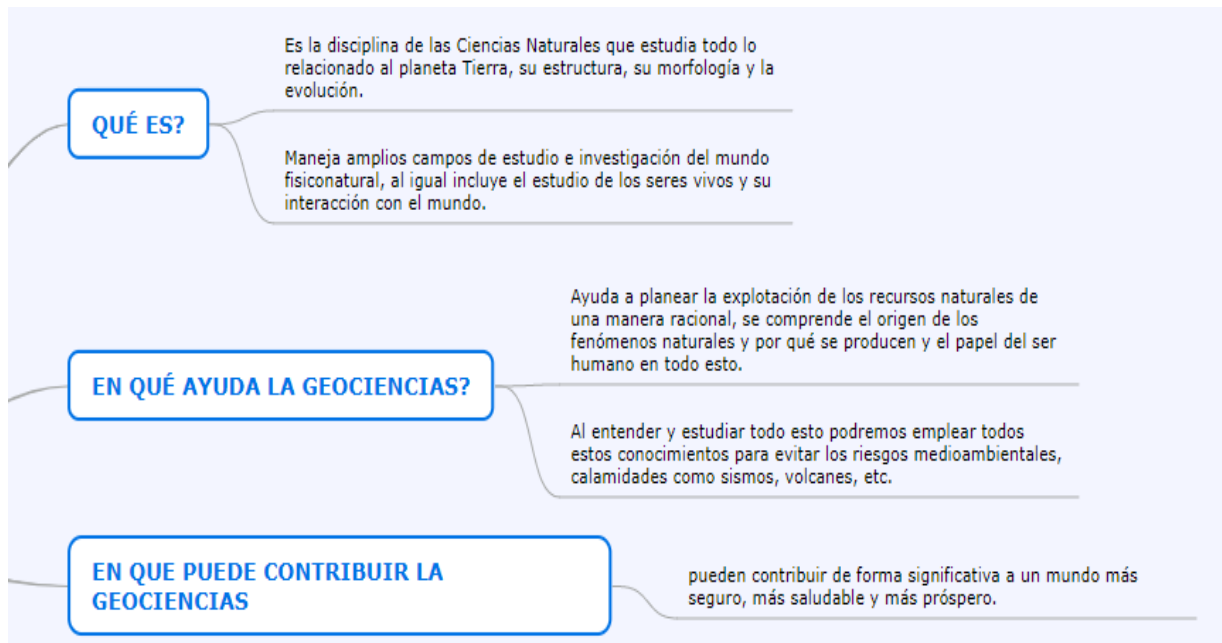 QUÉ ES?
Es la disciplina de las Ciencias Naturales que estudia todo lo
relacionado al planeta Tierra, su estructura, su morfología y la
evolución.
Maneja amplios campos de estudio e investigación del mundo
fisiconatural, al igual incluye el estudio de los seres vivos y su
interacción con el mundo.
EN QUÉ AYUDA LA GEOCIENCIAS?
Ayuda a planear la explotación de los recursos naturales de
una manera racional, se comprende el origen de los
fenómenos naturales y por qué se producen y el papel del ser
humano en todo esto.
Al entender y estudiar todo esto podremos emplear todos
estos conocimientos para evitar los riesgos medioambientales,
calamidades como sismos, volcanes, etc.
EN QUE PUEDE CONTRIBUIR LA
GEOCIENCIAS
pueden contribuir de forma significativa a un mundo más
seguro, más saludable y más próspero.